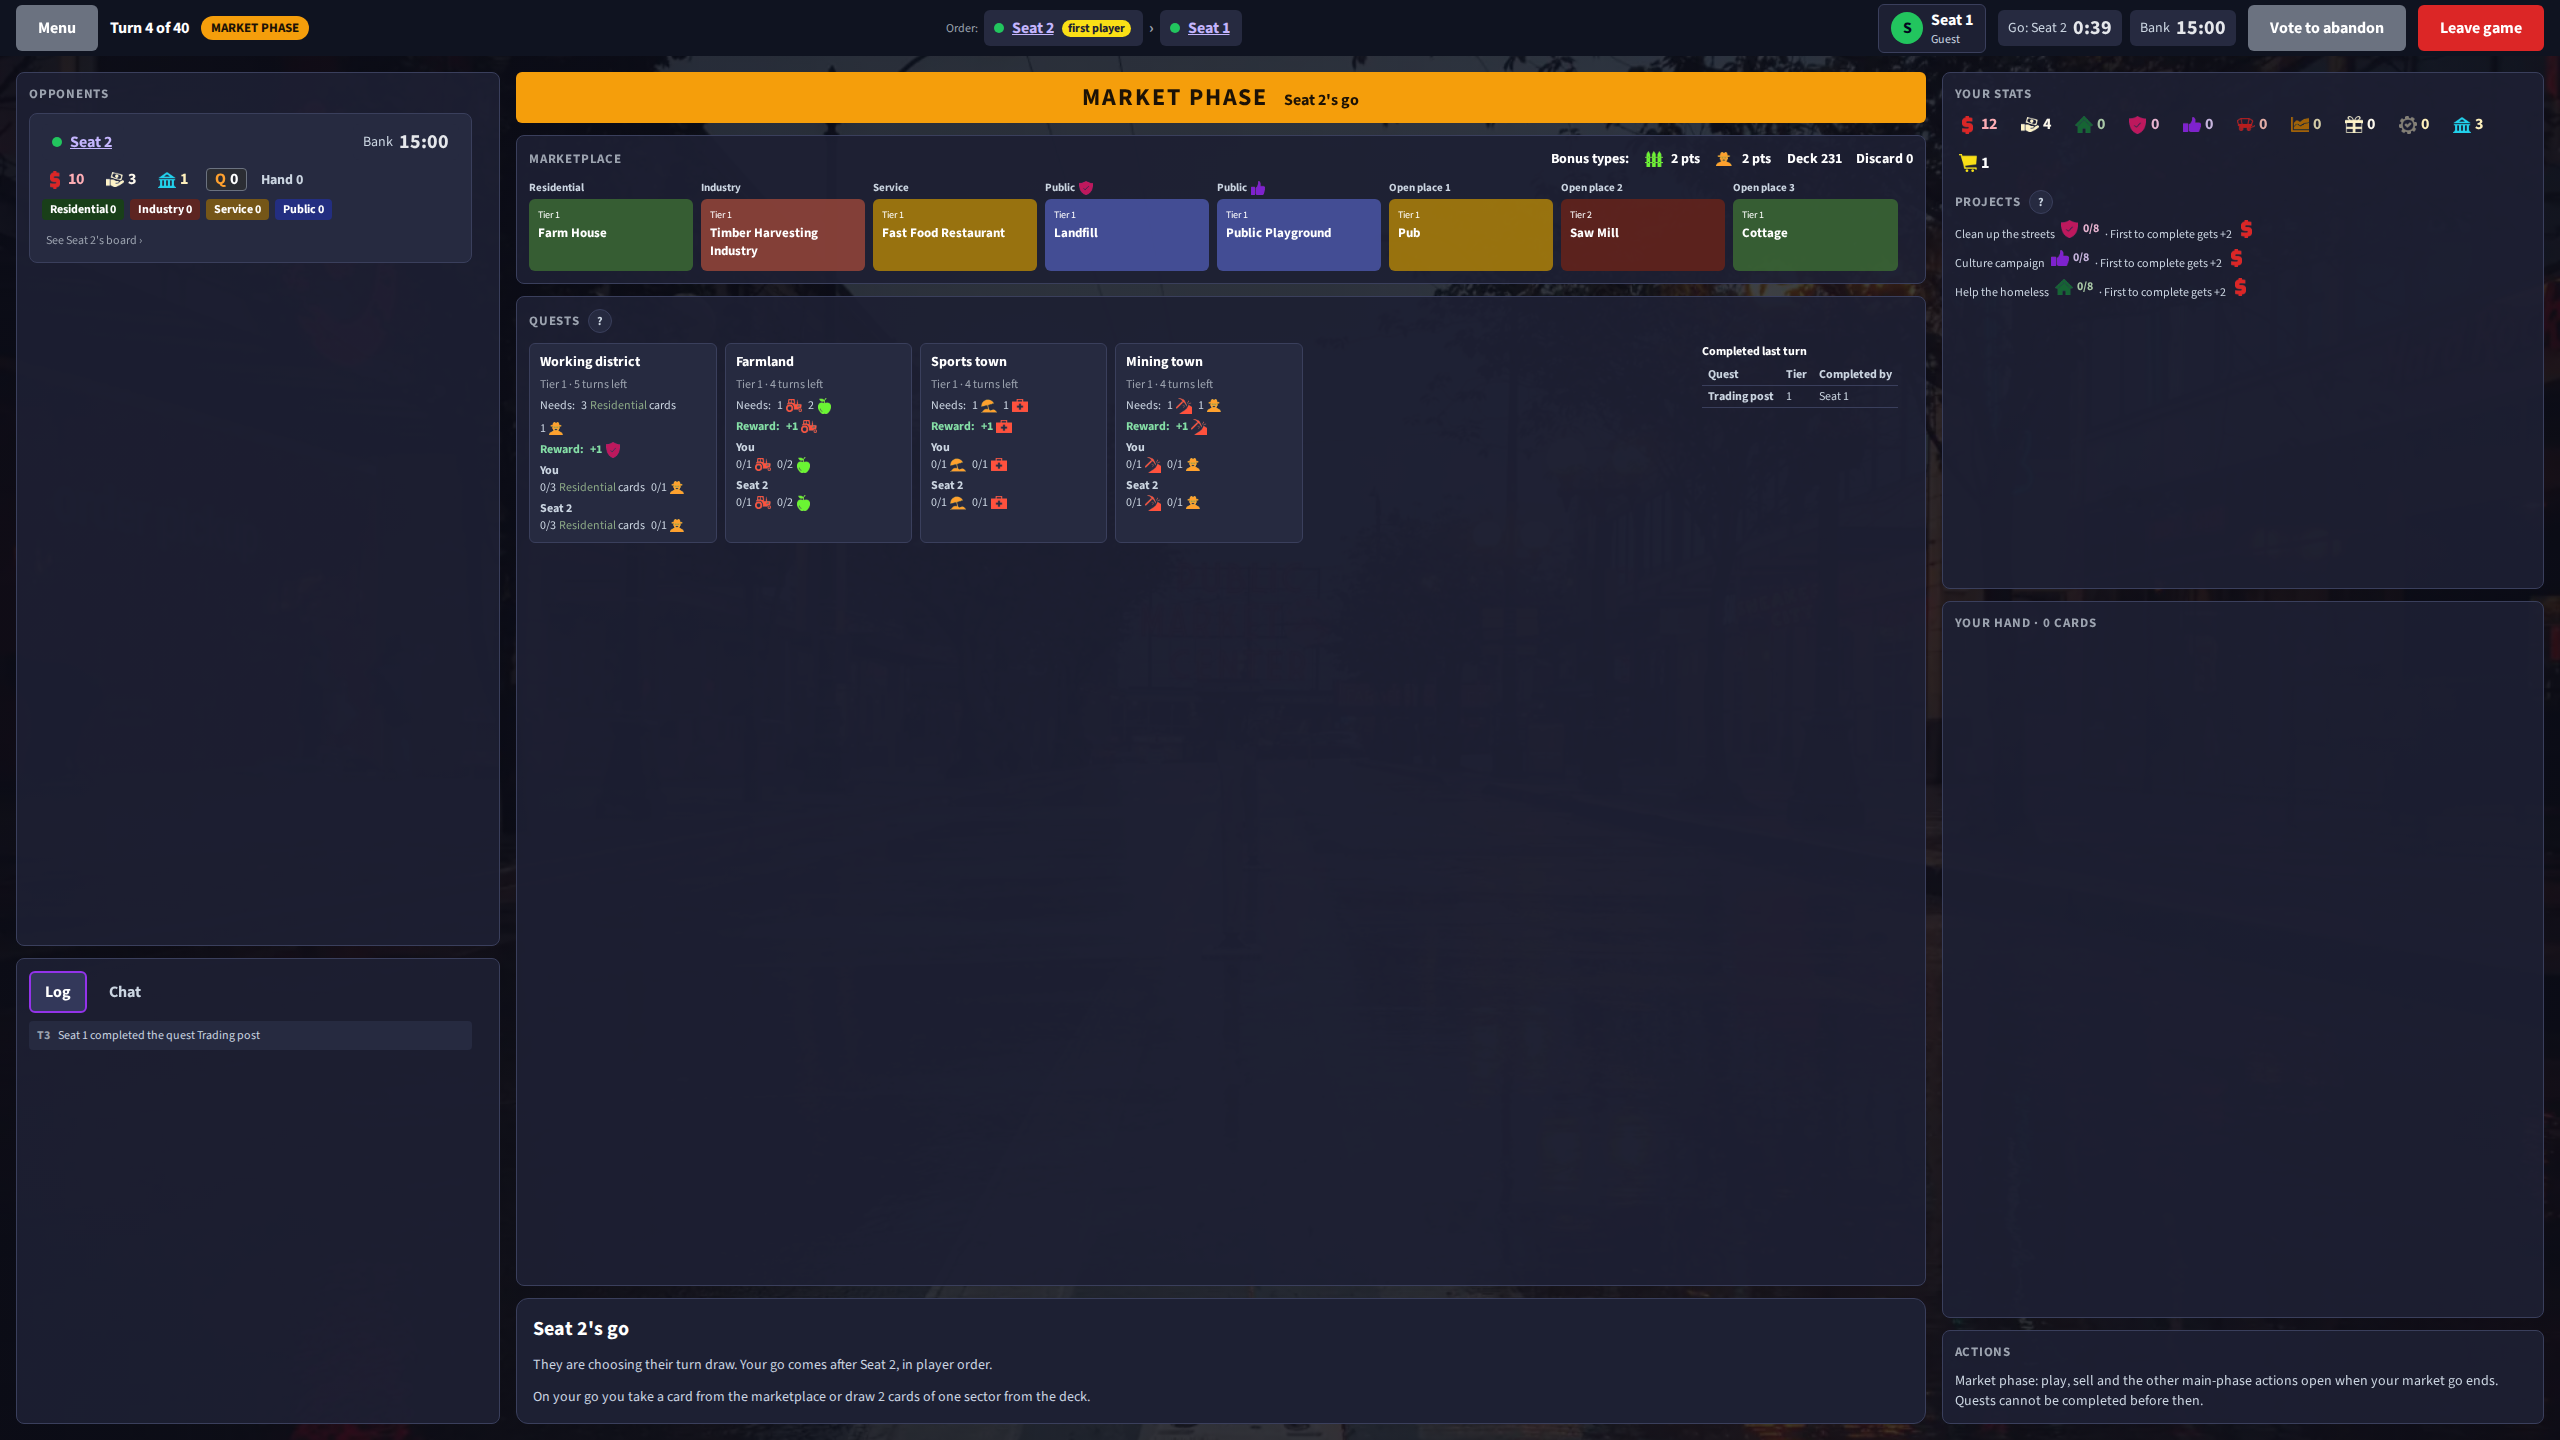 Menu
Turn 4 of 40
MARKET PHASE
Order:
Seat 2
first player
›
Seat 1
S
Seat 1
Guest
Go: Seat 2 0:39
Bank 15:00
Vote to abandon
Leave game
OPPONENTS
Seat 2
Bank 15:00
10
3
1
Q 0
Hand 0
Residential 0
Industry 0
Service 0
Public 0
See Seat 2's board ›
Log
Chat
T3 Seat 1 completed the quest Trading post
MARKET PHASE Seat 2's go
MARKETPLACE
Bonus types: 2 pts 2 pts Deck 231 Discard 0
Residential
Tier 1
Farm House
Industry
Tier 1
Timber Harvesting
Industry
Service
Tier 1
Fast Food Restaurant
Public
Tier 1
Landfill
Public
Tier 1
Public Playground
Open place 1
Tier 1
Pub
Open place 2
Tier 2
Saw Mill
Open place 3
Tier 1
Cottage
QUESTS ?
Working district
Tier 1 · 5 turns left
Needs: 3 Residential cards
1
Reward: +1
You
0/3 Residential cards 0/1
Seat 2
0/3 Residential cards 0/1
Farmland
Tier 1 · 4 turns left
Needs: 1 2
Reward: +1
You
0/1 0/2
Seat 2
0/1 0/2
Sports town
Tier 1 · 4 turns left
Needs: 1 1
Reward: +1
You
0/1 0/1
Seat 2
0/1 0/1
Mining town
Tier 1 · 4 turns left
Needs: 1 1
Reward: +1
You
0/1 0/1
Seat 2
0/1 0/1
Completed last turn
Quest Tier Completed by
Trading post 1 Seat 1
Seat 2's go
They are choosing their turn draw. Your go comes after Seat 2, in player order.
On your go you take a card from the marketplace or draw 2 cards of one sector from the deck.
YOUR STATS
12 4 0 0 0 0 0 0 0 3
1
PROJECTS ?
Clean up the streets 0/8 · First to complete gets +2
Culture campaign 0/8 · First to complete gets +2
Help the homeless 0/8 · First to complete gets +2
YOUR HAND · 0 CARDS
ACTIONS
Market phase: play, sell and the other main-phase actions open when your market go ends.
Quests cannot be completed before then.